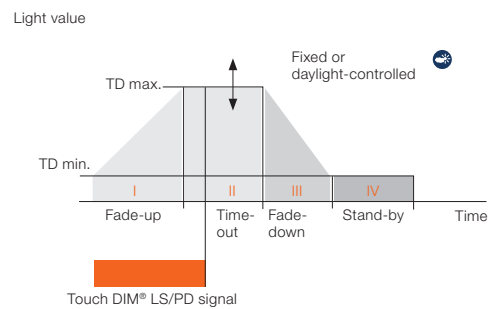 Light value
Fixed or
daylight-controlled
TD max.
TD min.
I II III IV
Fade-up Time- Fade- Stand-by Time
out down
Touch DIM® LS/PD signal